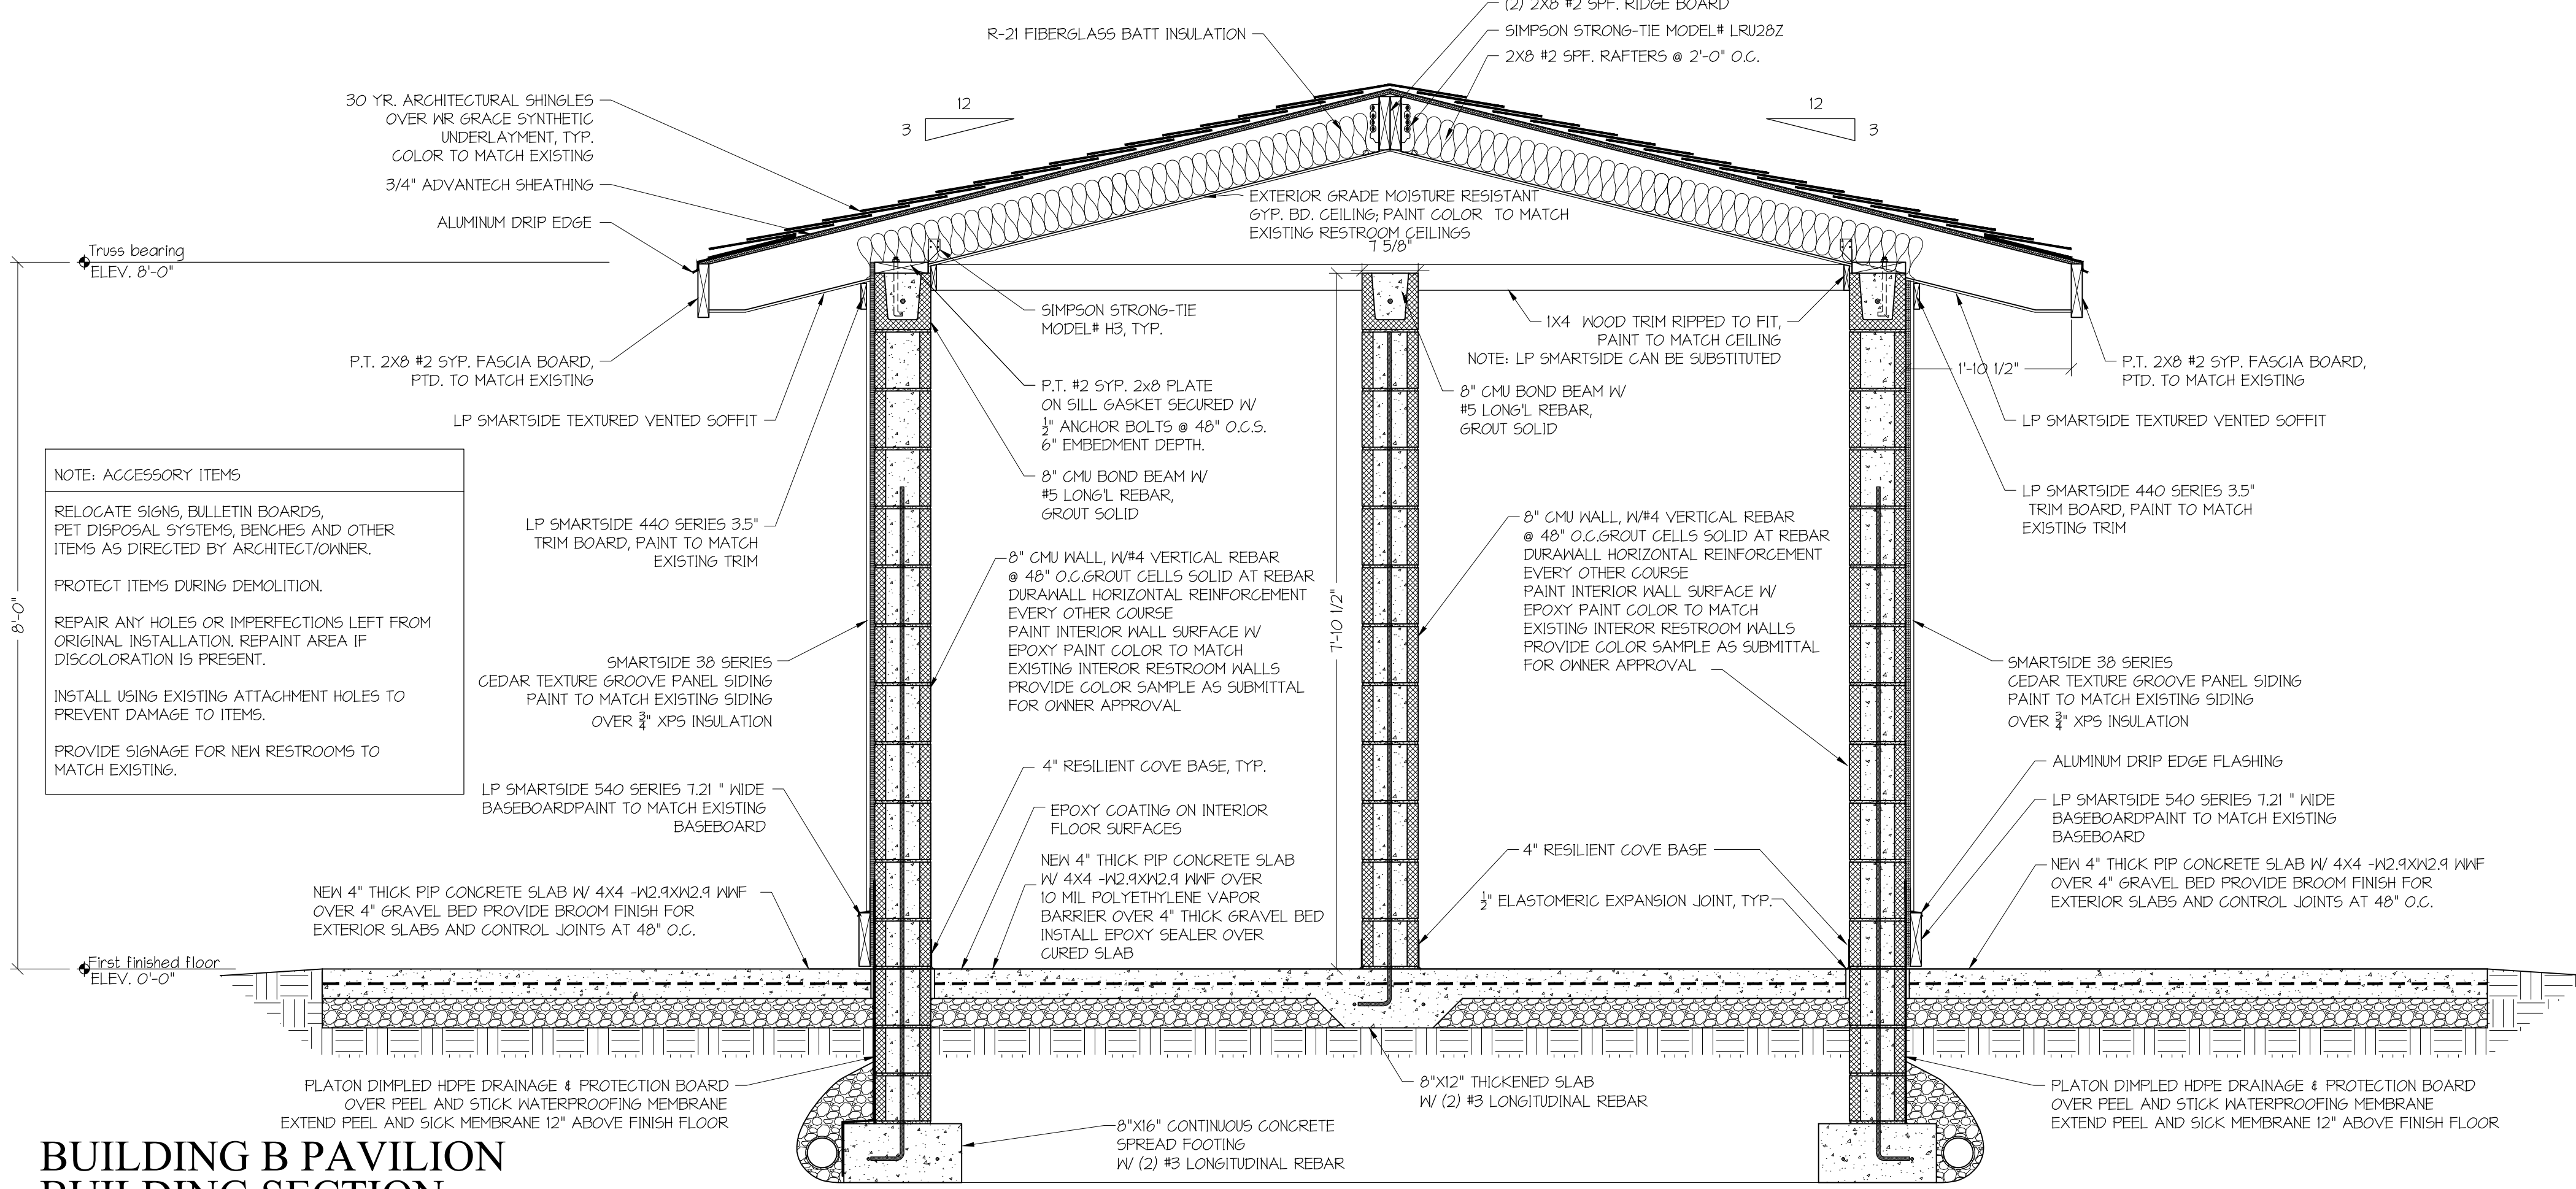 (2) 2X8 #2 SPF. RIDGE BOARD
SIMPSON STRONG-TIE MODEL# LRU28Z
2X8 #2 SPF. RAFTERS @ 2'-0" O.C.
R-21 FIBERGLASS BATT INSULATION
30 YR. ARCHITECTURAL SHINGLES
OVER WR GRACE SYNTHETIC
UNDERLAYMENT, TYP.
COLOR TO MATCH EXISTING
3/4" ADVANTECH SHEATHING
ALUMINUM DRIP EDGE
12
3
12
3
EXTERIOR GRADE MOISTURE RESISTANT
GYP. BD. CEILING; PAINT COLOR TO MATCH
EXISTING RESTROOM CEILINGS
7 5/8"
Truss bearing
ELEV. 8'-0"
8'-0"
P.T. 2X8 #2 SYP. FASCIA BOARD,
PTD. TO MATCH EXISTING
LP SMARTSIDE TEXTURED VENTED SOFFIT
SIMPSON STRONG-TIE
MODEL# H3, TYP.
P.T. #2 SYP. 2x8 PLATE
ON SILL GASKET SECURED W/
1/2" ANCHOR BOLTS @ 48" O.C.S.
6" EMBEDMENT DEPTH.
8" CMU BOND BEAM W/
#5 LONG'L REBAR,
GROUT SOLID
1X4 WOOD TRIM RIPPED TO FIT,
PAINT TO MATCH CEILING
NOTE: LP SMARTSIDE CAN BE SUBSTITUTED
8" CMU BOND BEAM W/
#5 LONG'L REBAR,
GROUT SOLID
1'-10 1/2"
P.T. 2X8 #2 SYP. FASCIA BOARD,
PTD. TO MATCH EXISTING
LP SMARTSIDE TEXTURED VENTED SOFFIT
LP SMARTSIDE 440 SERIES 3.5"
TRIM BOARD, PAINT TO MATCH
EXISTING TRIM
NOTE: ACCESSORY ITEMS
RELOCATE SIGNS, BULLETIN BOARDS,
PET DISPOSAL SYSTEMS, BENCHES AND OTHER
ITEMS AS DIRECTED BY ARCHITECT/OWNER.
PROTECT ITEMS DURING DEMOLITION.
REPAIR ANY HOLES OR IMPERFECTIONS LEFT FROM
ORIGINAL INSTALLATION. REPAINT AREA IF
DISCOLORATION IS PRESENT.
INSTALL USING EXISTING ATTACHMENT HOLES TO
PREVENT DAMAGE TO ITEMS.
PROVIDE SIGNAGE FOR NEW RESTROOMS TO
MATCH EXISTING.
LP SMARTSIDE 440 SERIES 3.5"
TRIM BOARD, PAINT TO MATCH
EXISTING TRIM
8" CMU WALL, W/#4 VERTICAL REBAR
@ 48" O.C.GROUT CELLS SOLID AT REBAR
DURAWALL HORIZONTAL REINFORCEMENT
EVERY OTHER COURSE
PAINT INTERIOR WALL SURFACE W/
EPOXY PAINT COLOR TO MATCH
EXISTING INTEROR RESTROOM WALLS
PROVIDE COLOR SAMPLE AS SUBMITTAL
FOR OWNER APPROVAL
7'-10 1/2"
8" CMU WALL, W/#4 VERTICAL REBAR
@ 48" O.C.GROUT CELLS SOLID AT REBAR
DURAWALL HORIZONTAL REINFORCEMENT
EVERY OTHER COURSE
PAINT INTERIOR WALL SURFACE W/
EPOXY PAINT COLOR TO MATCH
EXISTING INTEROR RESTROOM WALLS
PROVIDE COLOR SAMPLE AS SUBMITTAL
FOR OWNER APPROVAL
SMARTSIDE 38 SERIES
CEDAR TEXTURE GROOVE PANEL SIDING
PAINT TO MATCH EXISTING SIDING
OVER 3/4" XPS INSULATION
SMARTSIDE 38 SERIES
CEDAR TEXTURE GROOVE PANEL SIDING
PAINT TO MATCH EXISTING SIDING
OVER 3/4" XPS INSULATION
LP SMARTSIDE 540 SERIES 7.21 " WIDE
BASEBOARDPAINT TO MATCH EXISTING
BASEBOARD
4" RESILIENT COVE BASE, TYP.
EPOXY COATING ON INTERIOR
FLOOR SURFACES
NEW 4" THICK PIP CONCRETE SLAB
W/ 4X4 -W2.9XW2.9 WWF OVER
10 MIL POLYETHYLENE VAPOR
BARRIER OVER 4" THICK GRAVEL BED
INSTALL EPOXY SEALER OVER
CURED SLAB
4" RESILIENT COVE BASE
1/2" ELASTOMERIC EXPANSION JOINT, TYP.
ALUMINUM DRIP EDGE FLASHING
LP SMARTSIDE 540 SERIES 7.21 " WIDE
BASEBOARDPAINT TO MATCH EXISTING
BASEBOARD
NEW 4" THICK PIP CONCRETE SLAB W/ 4X4 -W2.9XW2.9 WWF
OVER 4" GRAVEL BED PROVIDE BROOM FINISH FOR
EXTERIOR SLABS AND CONTROL JOINTS AT 48" O.C.
NEW 4" THICK PIP CONCRETE SLAB W/ 4X4 -W2.9XW2.9 WWF
OVER 4" GRAVEL BED PROVIDE BROOM FINISH FOR
EXTERIOR SLABS AND CONTROL JOINTS AT 48" O.C.
First finished floor
ELEV. 0'-0"
PLATON DIMPLED HDPE DRAINAGE & PROTECTION BOARD
OVER PEEL AND STICK WATERPROOFING MEMBRANE
EXTEND PEEL AND SICK MEMBRANE 12" ABOVE FINISH FLOOR
8"X12" THICKENED SLAB
W/ (2) #3 LONGITUDINAL REBAR
8"X16" CONTINUOUS CONCRETE
SPREAD FOOTING
W/ (2) #3 LONGITUDINAL REBAR
PLATON DIMPLED HDPE DRAINAGE & PROTECTION BOARD
OVER PEEL AND STICK WATERPROOFING MEMBRANE
EXTEND PEEL AND SICK MEMBRANE 12" ABOVE FINISH FLOOR
BUILDING B PAVILION
BUILDING SECTION